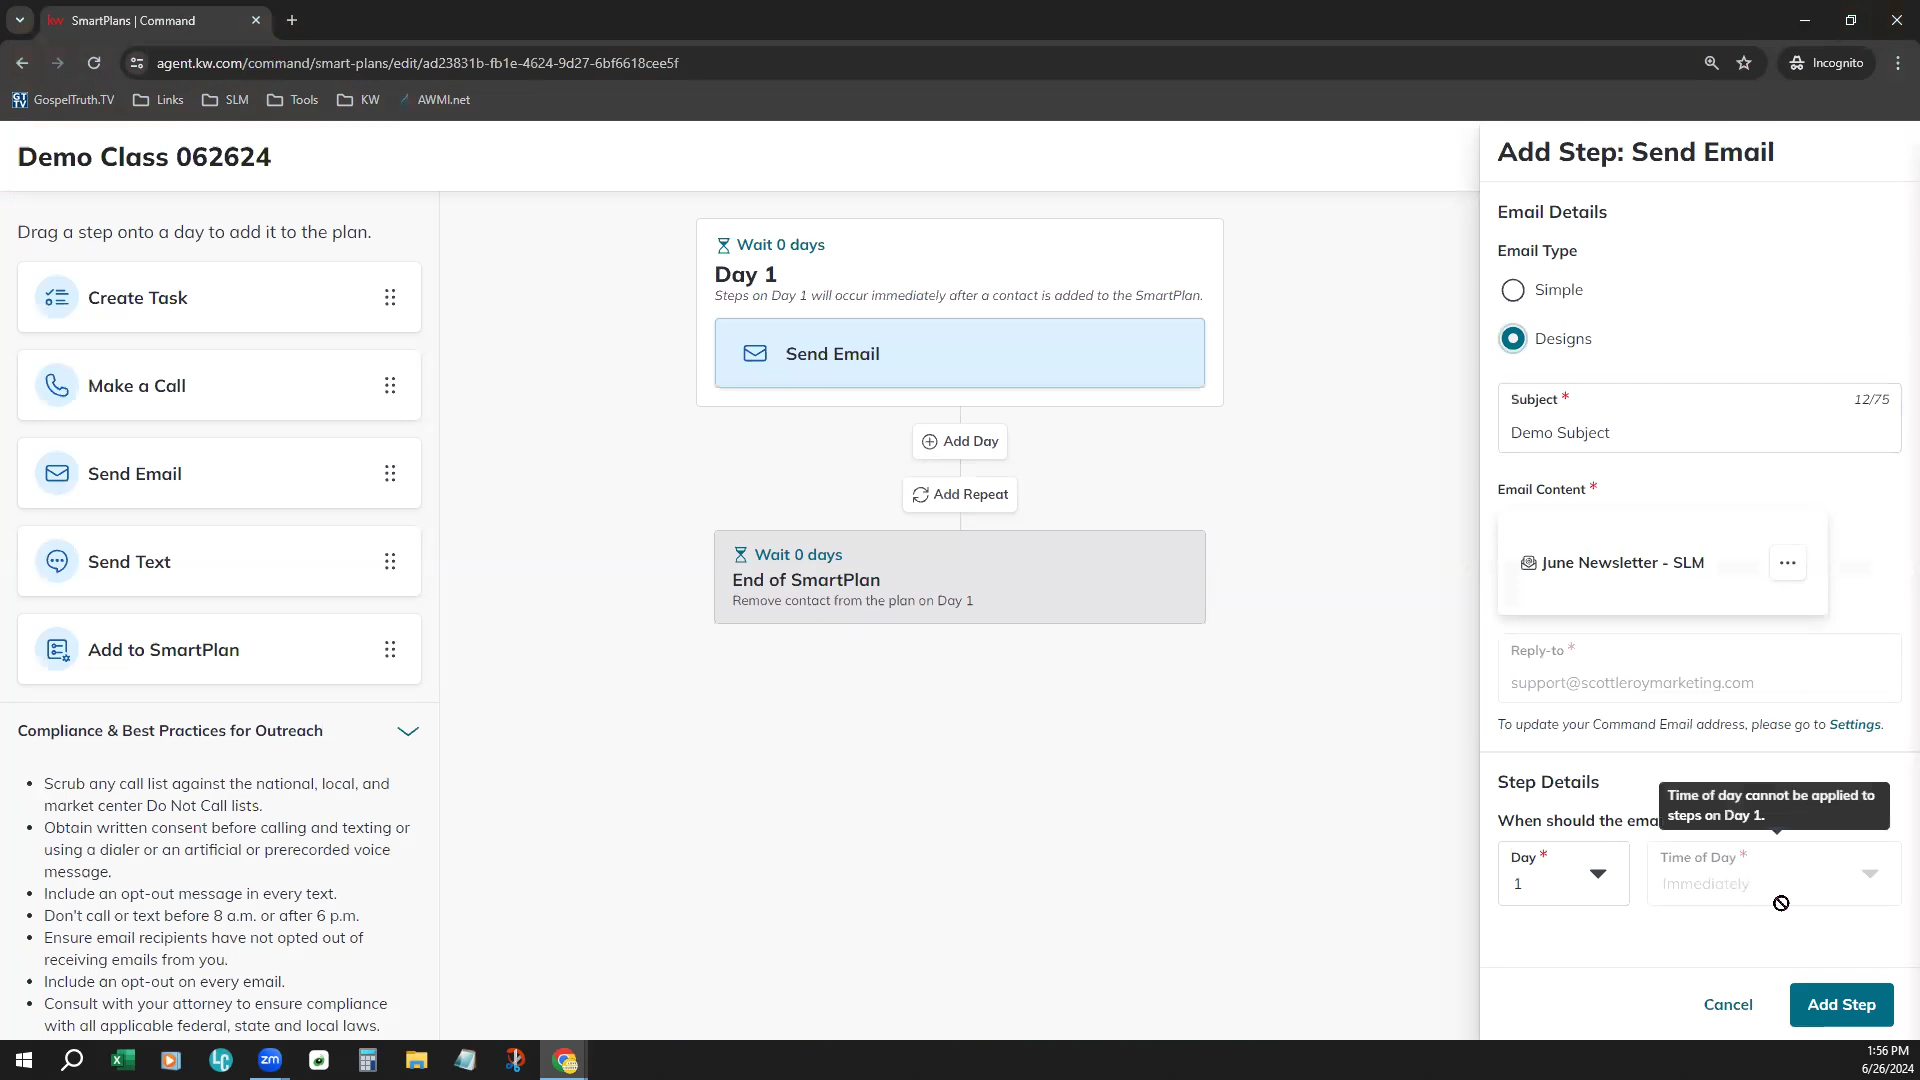 SmartPlans | Command
agent.kw.com/command/smart-plans/edit/ad23831b-fb1e-4624-9d27-6bf6618cee5f
Incognito
GospelTruth.TV
Links
SLM
Tools
KW
AWMI.net
Demo Class 062624
Drag a step onto a day to add it to the plan.
Create Task
Make a Call
Send Email
Send Text
Add to SmartPlan
Compliance & Best Practices for Outreach
• Scrub any call list against the national, local, and
market center Do Not Call lists.
• Obtain written consent before calling and texting or
using a dialer or an artificial or prerecorded voice
message.
• Include an opt-out message in every text.
• Don't call or text before 8 a.m. or after 6 p.m.
• Ensure email recipients have not opted out of
receiving emails from you.
• Include an opt-out on every email.
• Consult with your attorney to ensure compliance
with all applicable federal, state and local laws.
Wait 0 days
Day 1
Steps on Day 1 will occur immediately after a contact is added to the SmartPlan.
Send Email
Add Day
Add Repeat
Wait 0 days
End of SmartPlan
Remove contact from the plan on Day 1
Add Step: Send Email
Email Details
Email Type
Simple
Designs
Subject * 12/75
Demo Subject
Email Content *
June Newsletter - SLM
Reply-to *
support@scottleroymarketing.com
To update your Command Email address, please go to Settings.
Step Details
Time of day cannot be applied to
steps on Day 1.
When should the ema
Day *
1
Time of Day *
Immediately
Cancel
Add Step
1:56 PM
6/26/2024